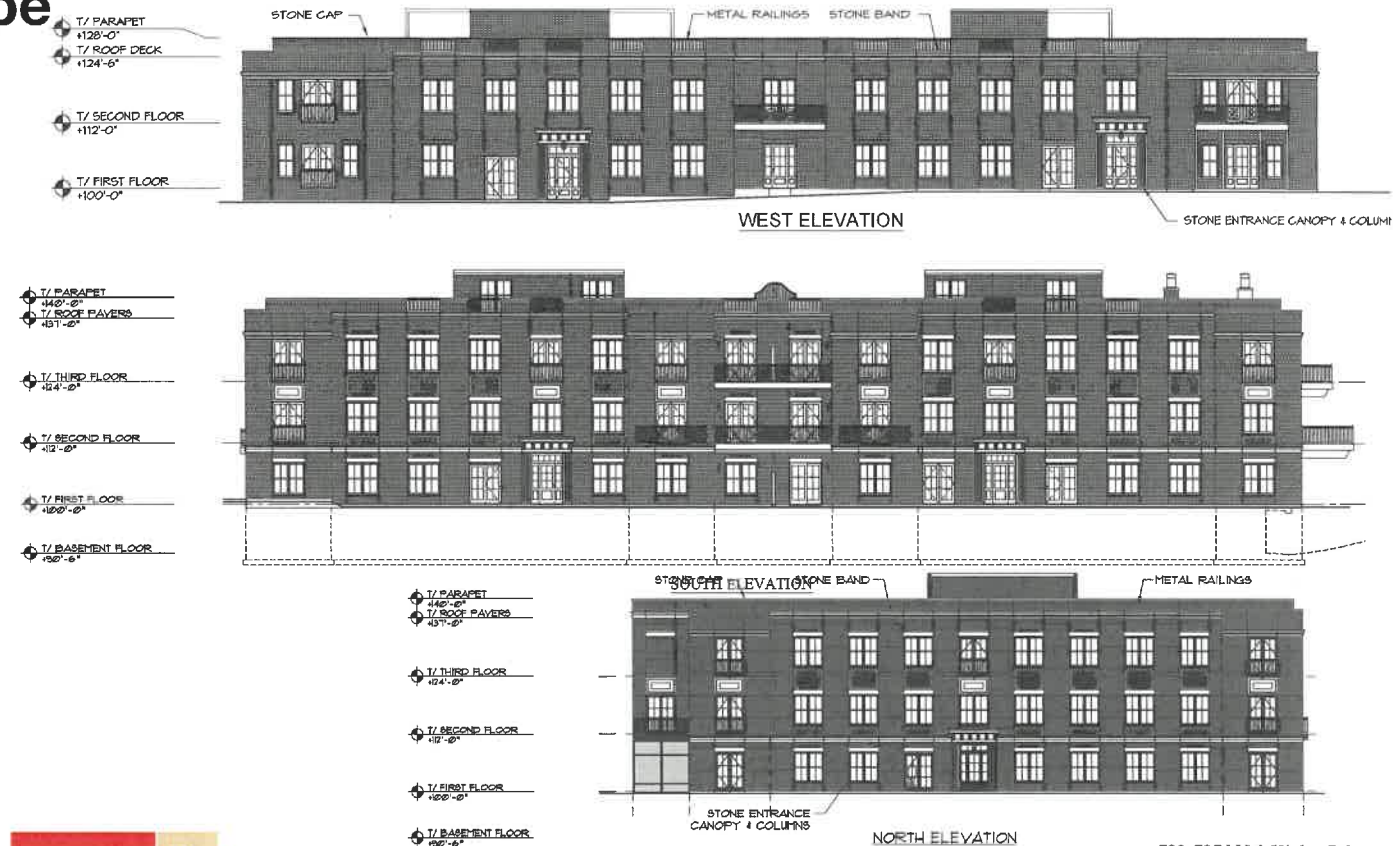 STONE CAP
METAL RAILINGS
STONE BAND
T/ PARAPET
+128'-0"
T/ ROOF DECK
+124'-6"
T/ SECOND FLOOR
+112'-0"
T/ FIRST FLOOR
+100'-0"
WEST ELEVATION
STONE ENTRANCE CANOPY &
T/ PARAPET
+140'-0"
T/ ROOF PAVERS
+137'-0"
T/ THIRD FLOOR
+124'-0"
T/ SECOND FLOOR
+112'-0"
T/ FIRST FLOOR
+100'-0"
T/ BASEMENT FLOOR
+90'-6"
SOUTH ELEVATION
STONE CAP
STONE BAND
METAL RAILINGS
T/ PARAPET
+140'-0"
T/ ROOF PAVERS
+137'-0"
T/ THIRD FLOOR
+124'-0"
T/ SECOND FLOOR
+112'-0"
T/ FIRST FLOOR
+100'-0"
T/ BASEMENT FLOOR
+90'-6"
STONE ENTRANCE
CANOPY & COLUMNS
NORTH ELEVATION